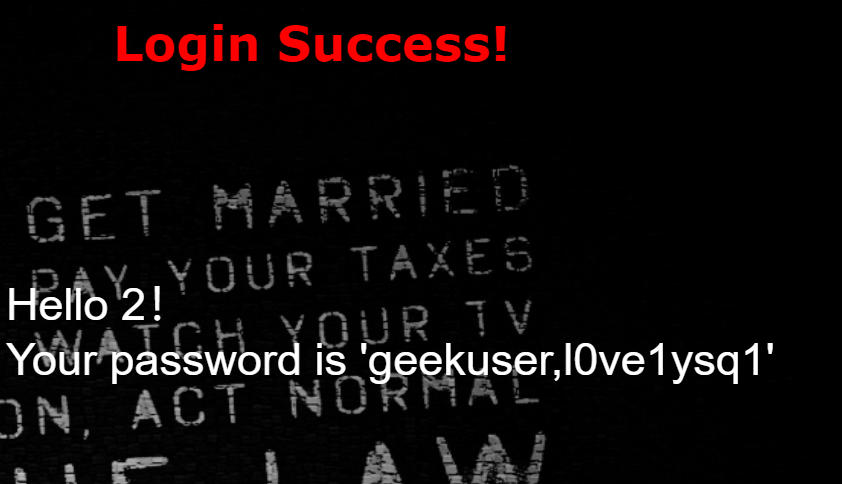 Login Success!
GET MARRIED
PAY YOUR TAXES
Hello 2！
WATCH YOUR TV
Your password is 'geekuser,l0ve1ysq1'
ON, ACT NORMAL
LAW